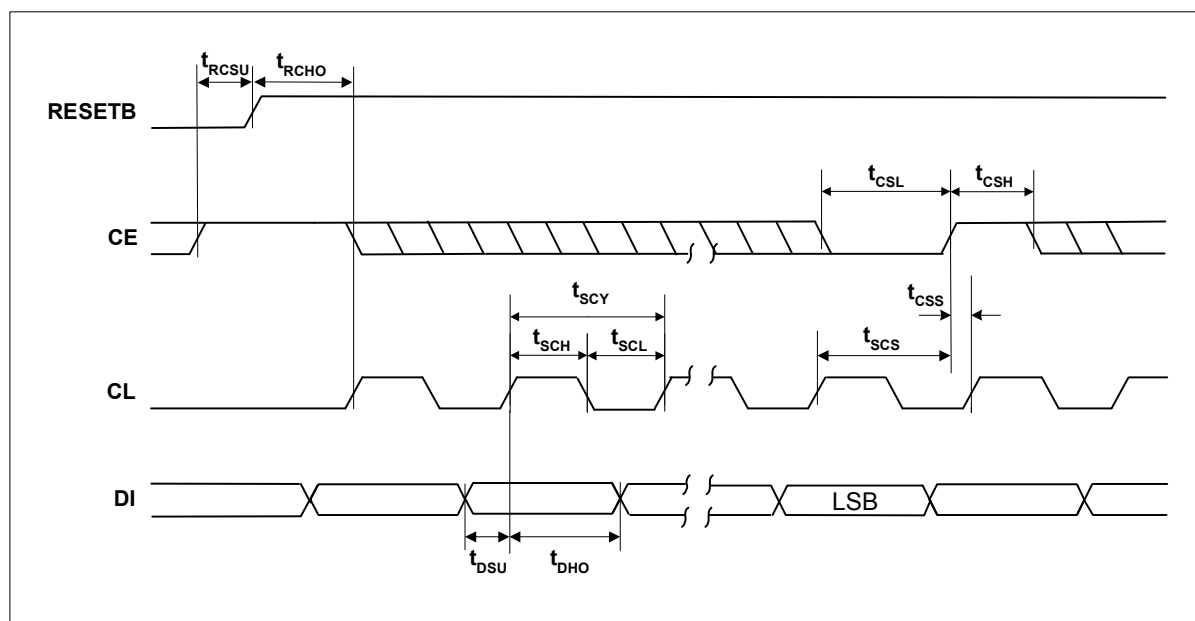 tRCSU tRCHO
RESETB
tCSL tCSH
CE
tSCY
tCSS
tSCH tSCL
tSCS
CL
DI
LSB
tDSU tDHO